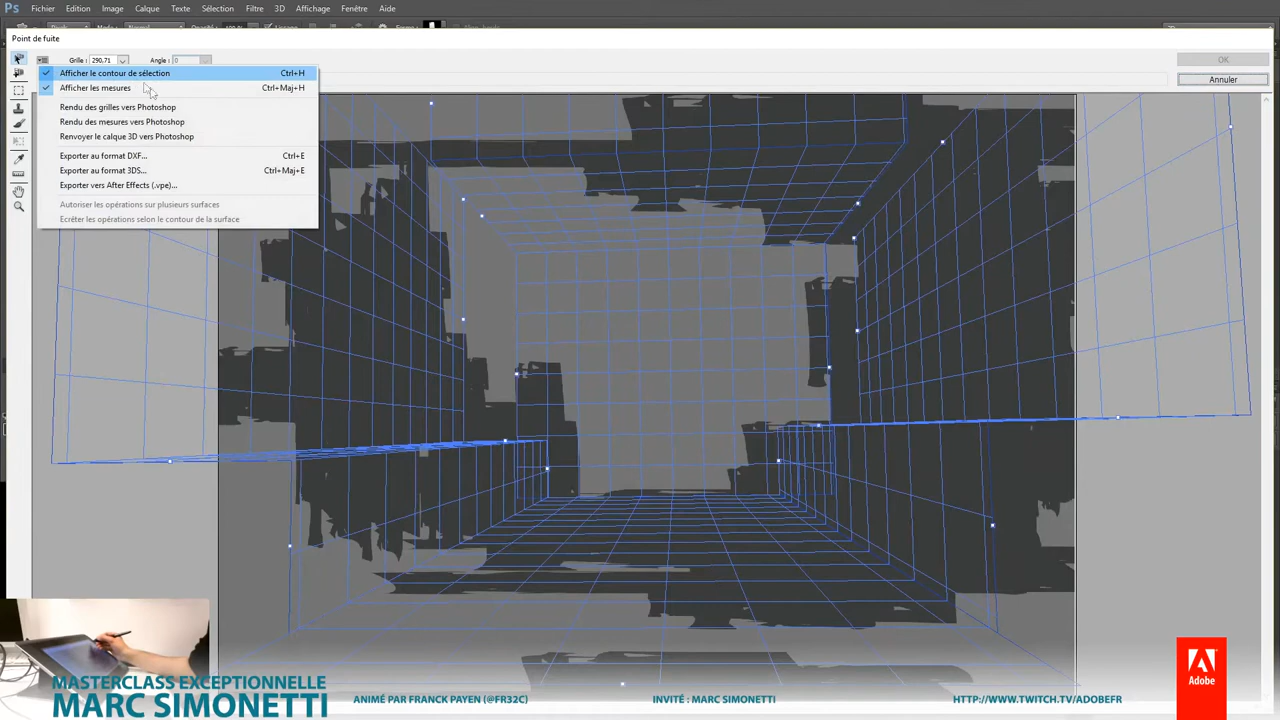 Ps Fichier Edition Image Calque Texte Sélection Filtre 3D Affichage Fenêtre Aide
Point de fuite
Grille : 290,71 Angle : 0
OK
Annuler
Afficher le contour de sélection Ctrl+H
Afficher les mesures Ctrl+Maj+H
Rendu des grilles vers Photoshop
Rendu des mesures vers Photoshop
Renvoyer le calque 3D vers Photoshop
Exporter au format DXF... Ctrl+E
Exporter au format 3DS... Ctrl+Maj+E
Exporter vers After Effects (.vpe)...
Autoriser les opérations sur plusieurs surfaces
Ecrêter les opérations selon le contour de la surface
MASTERCLASS EXCEPTIONNELLE
MARC SIMONETTI
ANIMÉ PAR FRANCK PAYEN (@FR32C)
INVITÉ : MARC SIMONETTI
HTTP://WWW.TWITCH.TV/ADOBEFR
Adobe